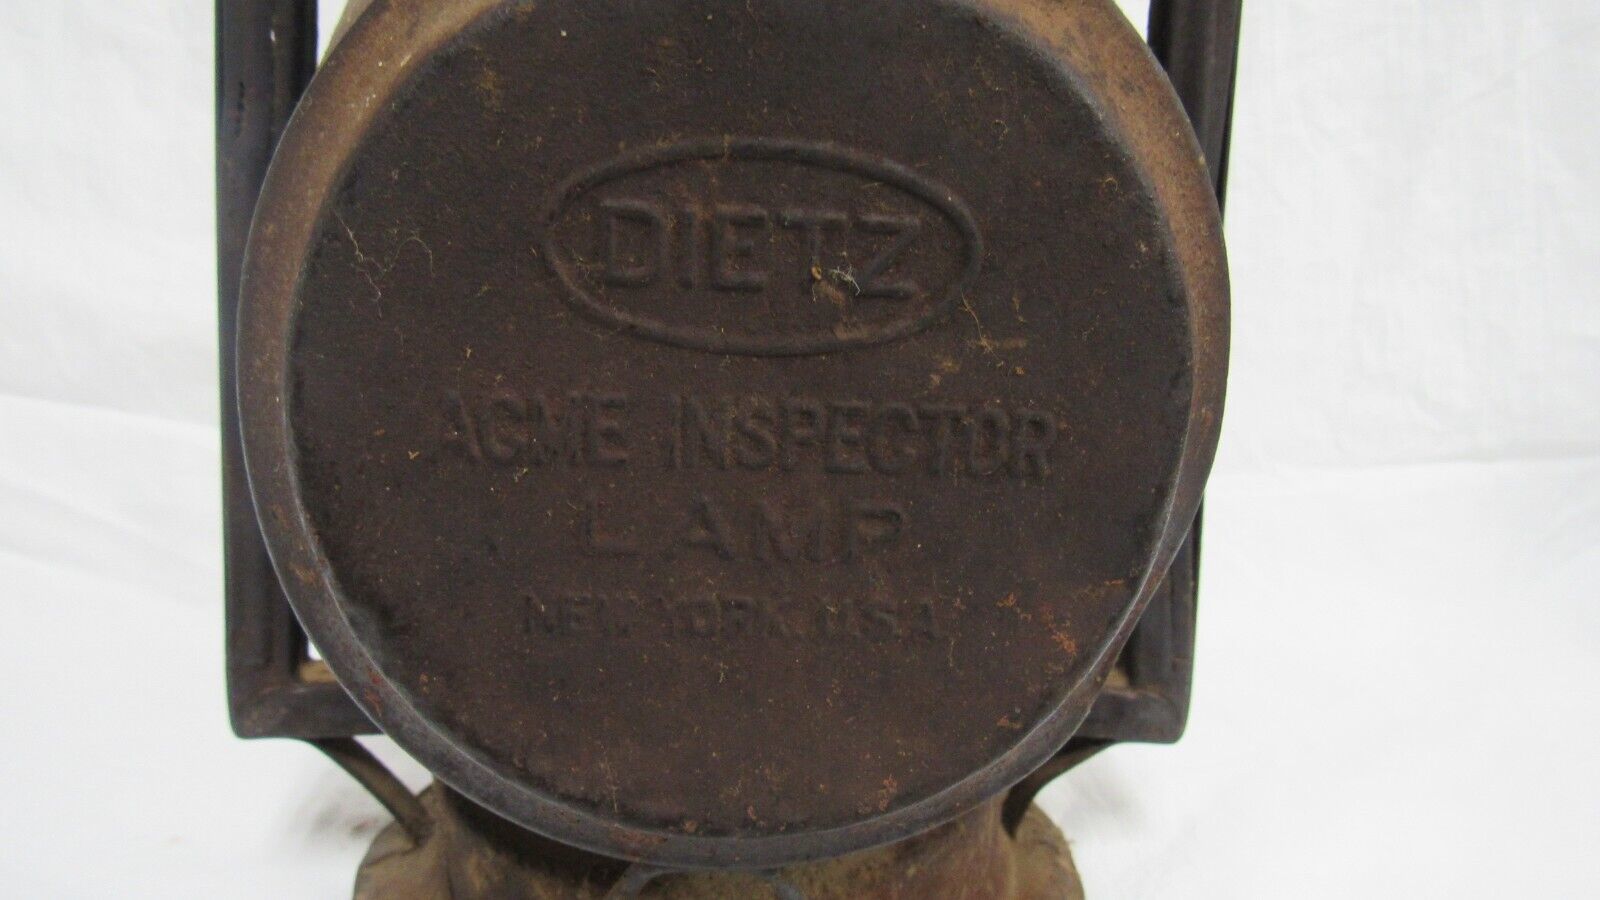 DIETZ
ACME INSPECTOR
LAMP
NEW YORK U.S.A.